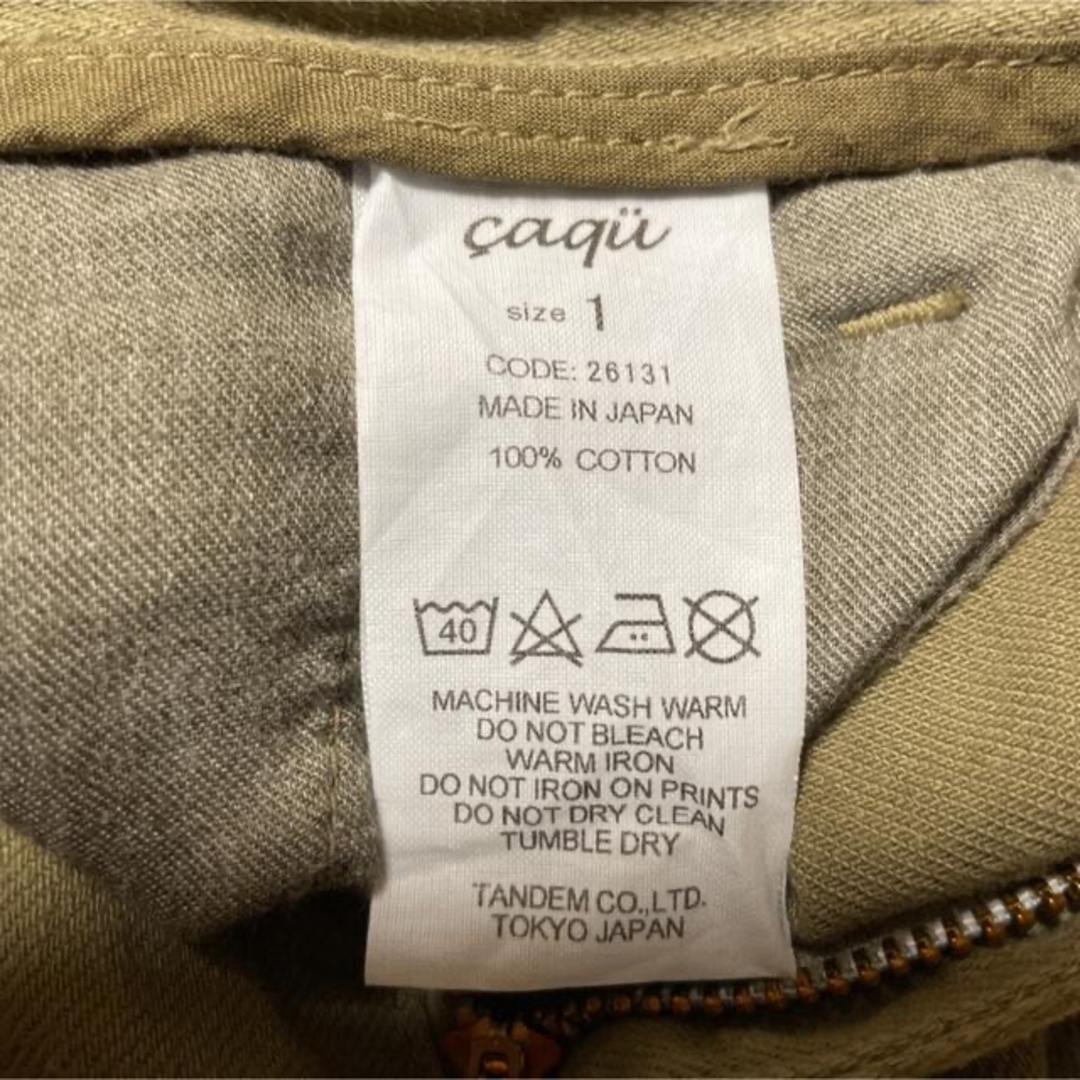 çaqü
size 1
CODE: 26131
MADE IN JAPAN
100% COTTON
40
MACHINE WASH WARM
DO NOT BLEACH
WARM IRON
DO NOT IRON ON PRINTS
DO NOT DRY CLEAN
TUMBLE DRY
TANDEM CO.,LTD.
TOKYO JAPAN